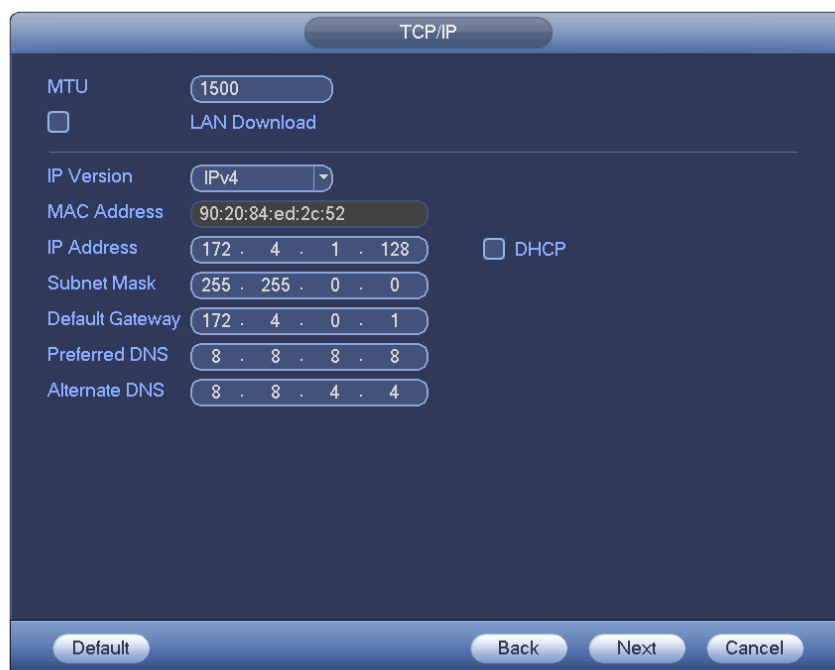 TCP/IP
MTU 1500
LAN Download
IP Version IPv4
MAC Address 90:20:84:ed:2c:52
IP Address 172 . 4 . 1 . 128 DHCP
Subnet Mask 255 . 255 . 0 . 0
Default Gateway 172 . 4 . 0 . 1
Preferred DNS 8 . 8 . 8 . 8
Alternate DNS 8 . 8 . 4 . 4
Default Back Next Cancel